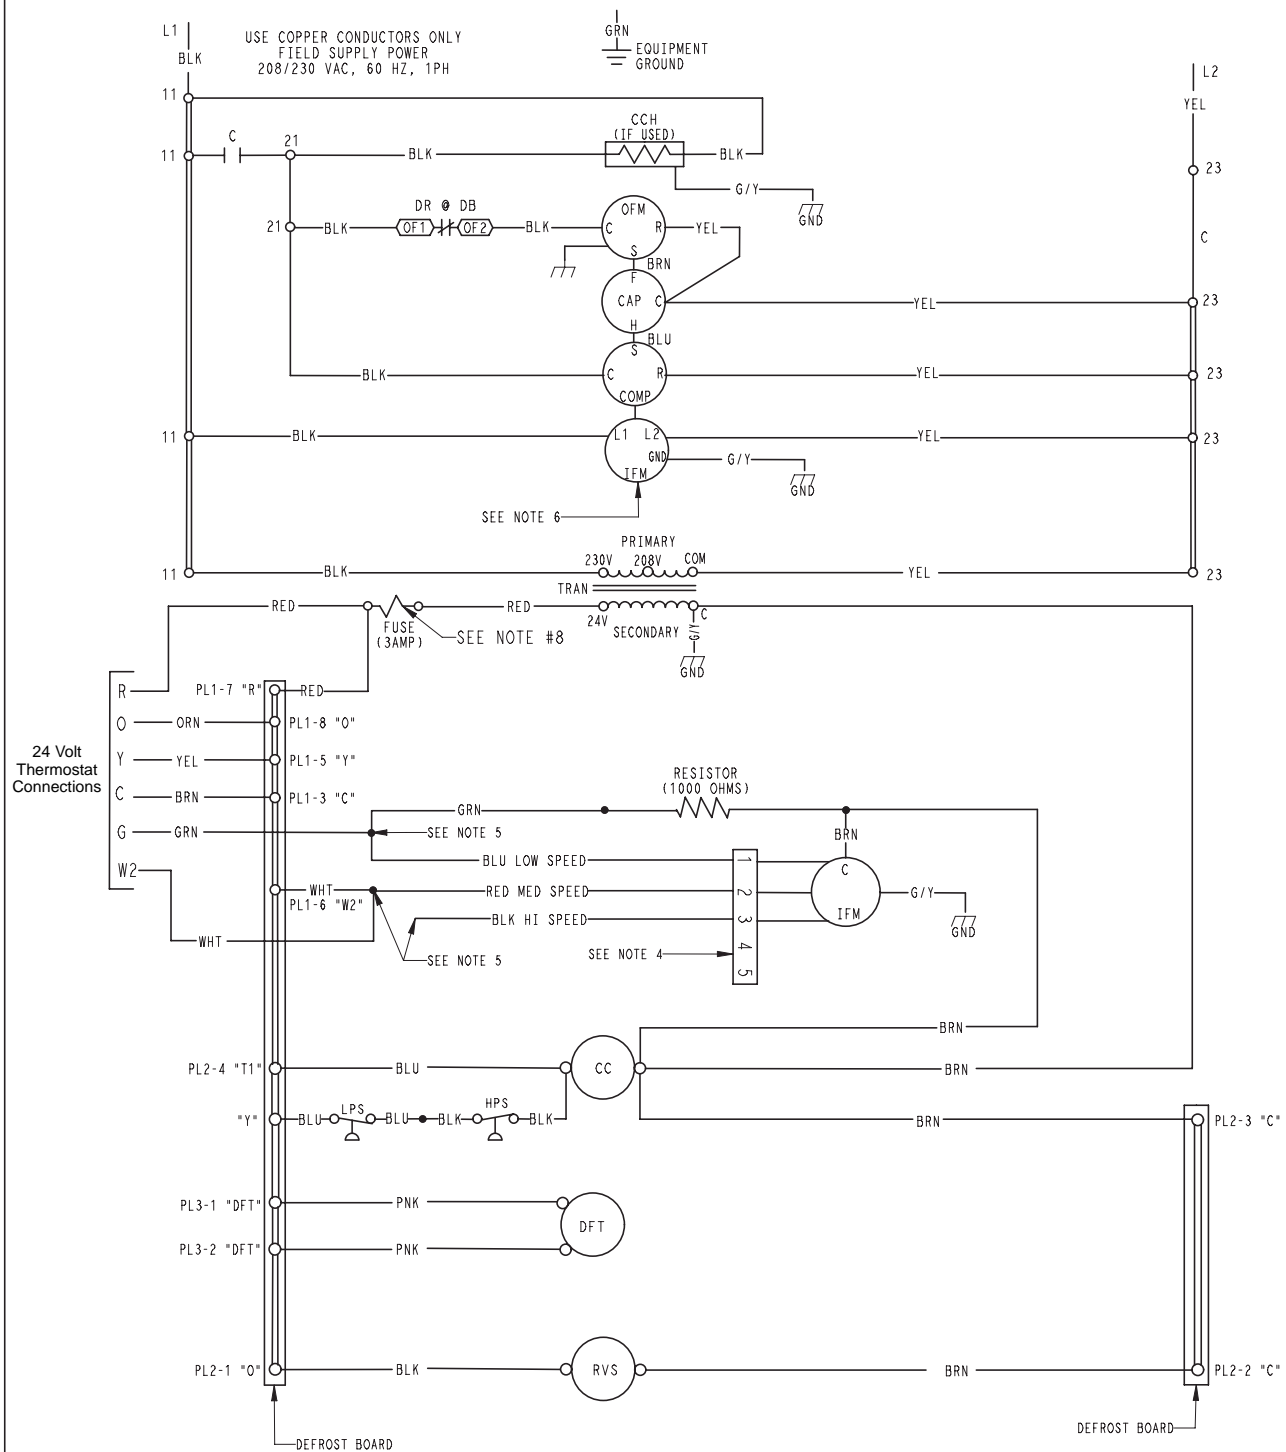 L1
BLK
USE COPPER CONDUCTORS ONLY
FIELD SUPPLY POWER
208/230 VAC, 60 HZ, 1PH
GRN
EQUIPMENT
GROUND
L2
YEL
11
CCH
(IF USED)
11
C
21
BLK
BLK
23
G/Y
GND
DR @ DB
OFM
21
BLK
OF1
OF2
BLK
C
R
YEL
C
S
BRN
F
CAP
C
YEL
23
H
BLU
S
BLK
C
R
YEL
23
COMP
11
BLK
L1
L2
YEL
23
GND
G/Y
IFM
GND
SEE NOTE 6
PRIMARY
230V
208V
COM
11
BLK
YEL
23
TRAN
RED
RED
24V
C
FUSE
(3AMP)
SEE NOTE #8
SECONDARY
G/Y
GND
R
PL1-7 "R"
RED
O
ORN
PL1-8 "O"
24 Volt
Thermostat
Connections
Y
YEL
PL1-5 "Y"
RESISTOR
(1000 OHMS)
C
BRN
PL1-3 "C"
GRN
G
GRN
SEE NOTE 5
BRN
BLU LOW SPEED
1
C
W2
WHT
PL1-6 "W2"
RED MED SPEED
2
G/Y
BLK HI SPEED
3
IFM
GND
WHT
SEE NOTE 5
SEE NOTE 4
4
5
BRN
PL2-4 "T1"
BLU
CC
BRN
"Y"
BLU
LPS
BLU
BLK
HPS
BLK
BRN
PL2-3 "C"
PL3-1 "DFT"
PNK
DFT
PL3-2 "DFT"
PNK
PL2-1 "O"
BLK
RVS
BRN
PL2-2 "C"
DEFROST BOARD
DEFROST BOARD